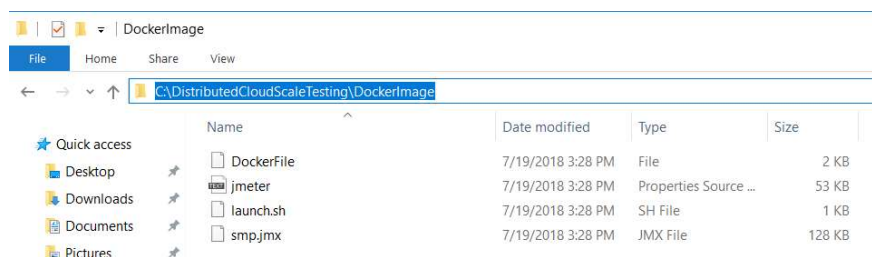 DockerImage
File Home Share View
C:\DistributedCloudScaleTesting\DockerImage
Name Date modified Type Size
Quick access
Desktop
Downloads
Documents
Pictures
DockerFile 7/19/2018 3:28 PM File 2 KB
jmeter 7/19/2018 3:28 PM Properties Source ... 53 KB
launch.sh 7/19/2018 3:28 PM SH File 1 KB
smp.jmx 7/19/2018 3:28 PM JMX File 128 KB